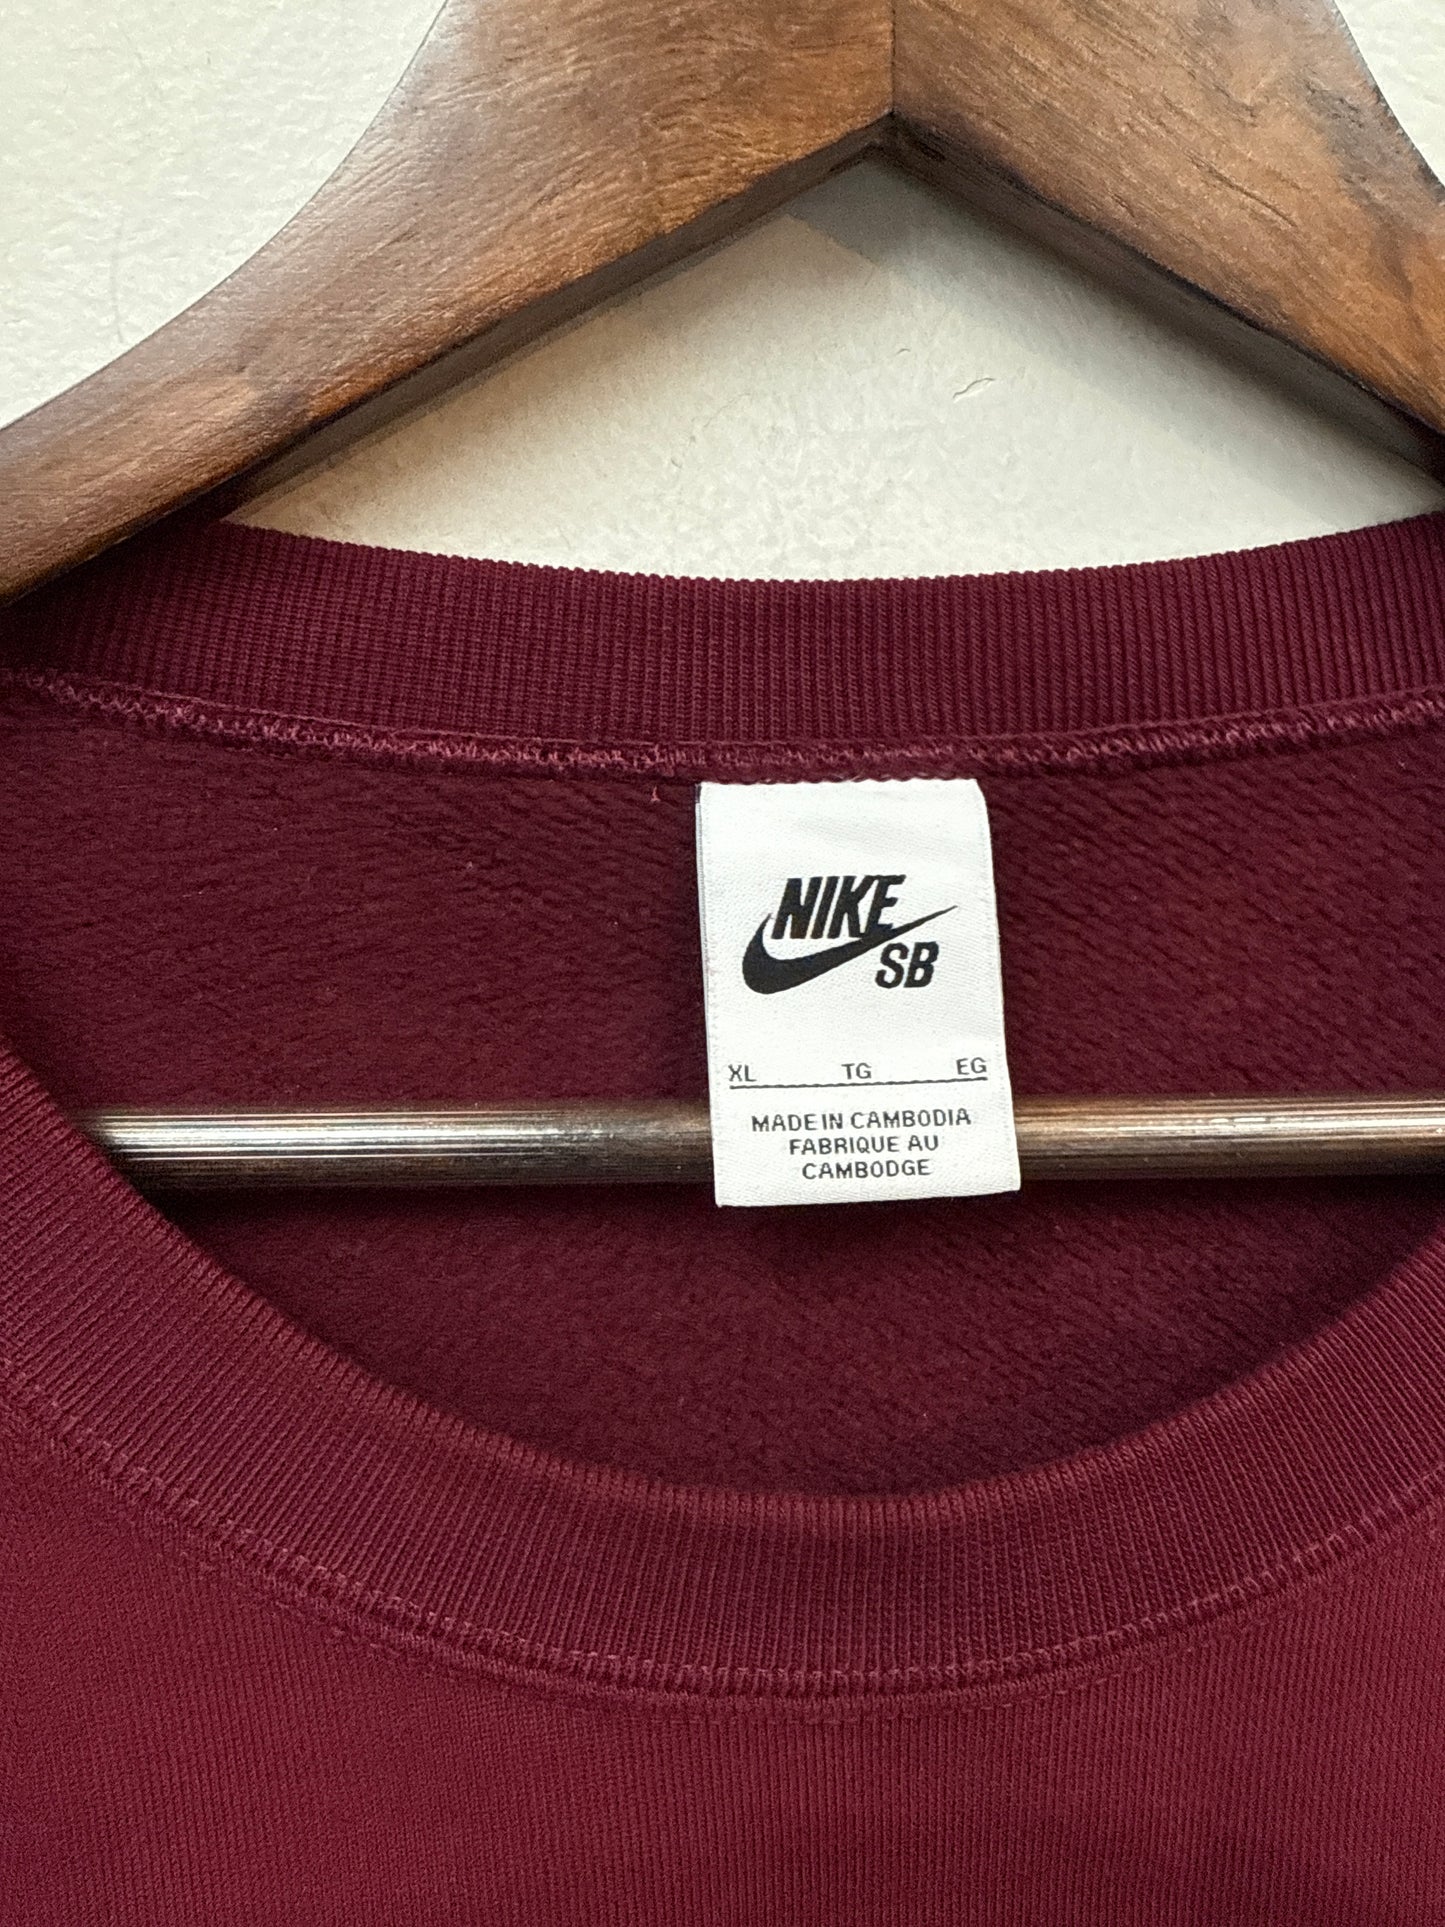 NIKE
SB
XL TG EG
MADE IN CAMBODIA
FABRIQUE AU
CAMBODGE